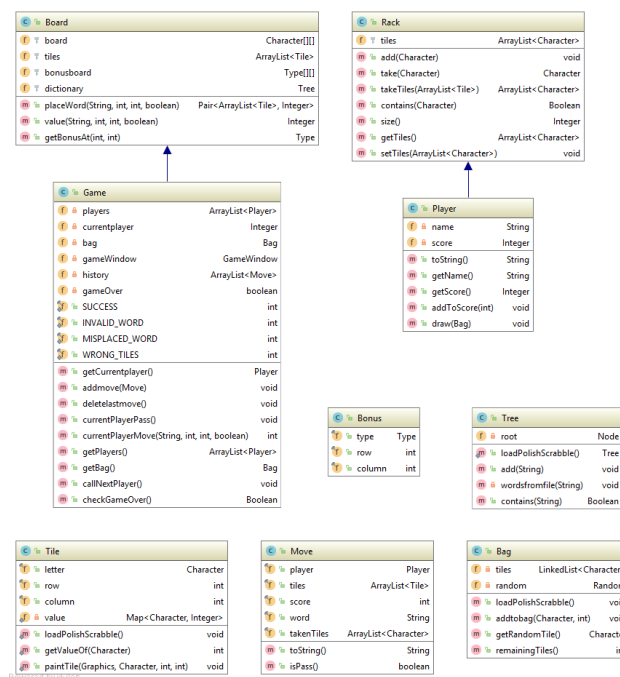 Board
board Character[][]
tiles ArrayList<Tile>
bonusboard Type[][]
dictionary Tree
placeWord(String, int, int, boolean) Pair<ArrayList<Tile>, Integer>
value(String, int, int, boolean) Integer
getBonusAt(int, int) Type
Rack
tiles ArrayList<Character>
add(Character) void
take(Character) Character
takeTiles(ArrayList<Tile>) ArrayList<Character>
contains(Character) Boolean
size() Integer
getTiles() ArrayList<Character>
setTiles(ArrayList<Character>) void
Game
players ArrayList<Player>
currentplayer Integer
bag Bag
gameWindow GameWindow
history ArrayList<Move>
gameOver boolean
SUCCESS int
INVALID_WORD int
MISPLACED_WORD int
WRONG_TILES int
getCurrentplayer() Player
addmove(Move) void
deletelastmove() void
currentPlayerPass() void
currentPlayerMove(String, int, int, boolean) int
getPlayers() ArrayList<Player>
getBag() Bag
callNextPlayer() void
checkGameOver() Boolean
Player
name String
score Integer
toString() String
getName() String
getScore() Integer
addToScore(int) void
draw(Bag) void
Bonus
type Type
row int
column int
Tree
root Node
loadPolishScrabble() Tree
add(String) void
wordsfromfile(String) void
contains(String) Boolean
Tile
letter Character
row int
column int
value Map<Character, Integer>
loadPolishScrabble() void
getValueOf(Character) int
paintTile(Graphics, Character, int, int) void
Move
player Player
tiles ArrayList<Tile>
score int
word String
takenTiles ArrayList<Character>
toString() String
isPass() boolean
Bag
tiles LinkedList<Character
random Rando
loadPolishScrabble() voi
addtobag(Character, int) voi
getRandomTile() Charact
remainingTiles() in